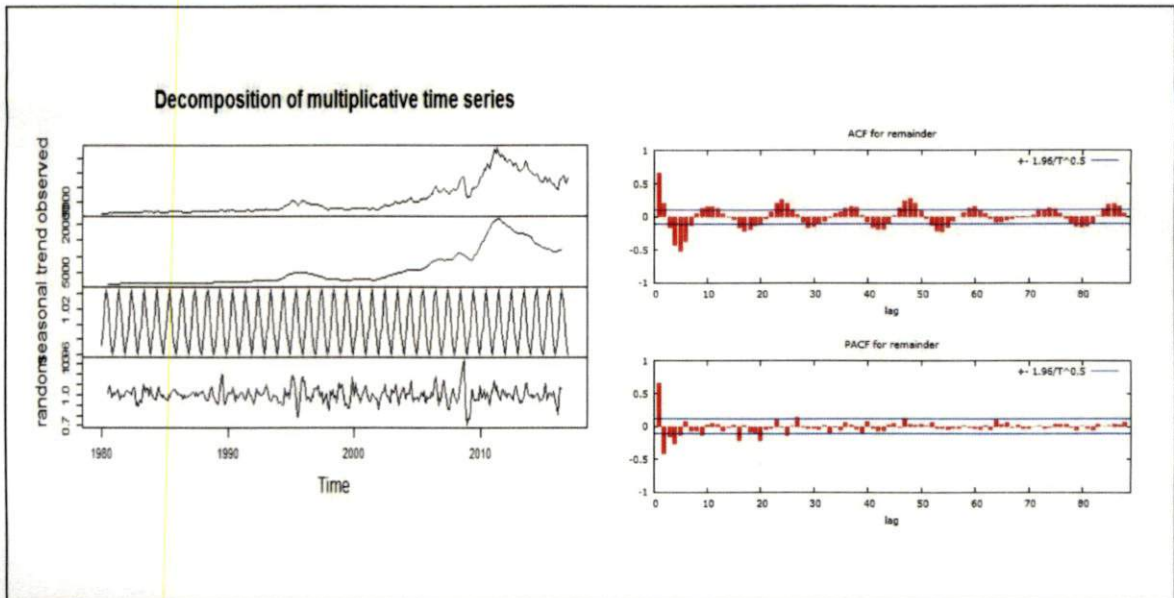 Decomposition of multiplicative time series
observed
trend
5000
seasonal
1.02
random
0.7 1.0
1980 1990 2000 2010
Time
ACF for remainder
+- 1.96/T^0.5
1
0.5
0
-0.5
-1
0 10 20 30 40 50 60 70 80
lag
PACF for remainder
+- 1.96/T^0.5
1
0.5
0
-0.5
-1
0 10 20 30 40 50 60 70 80
lag